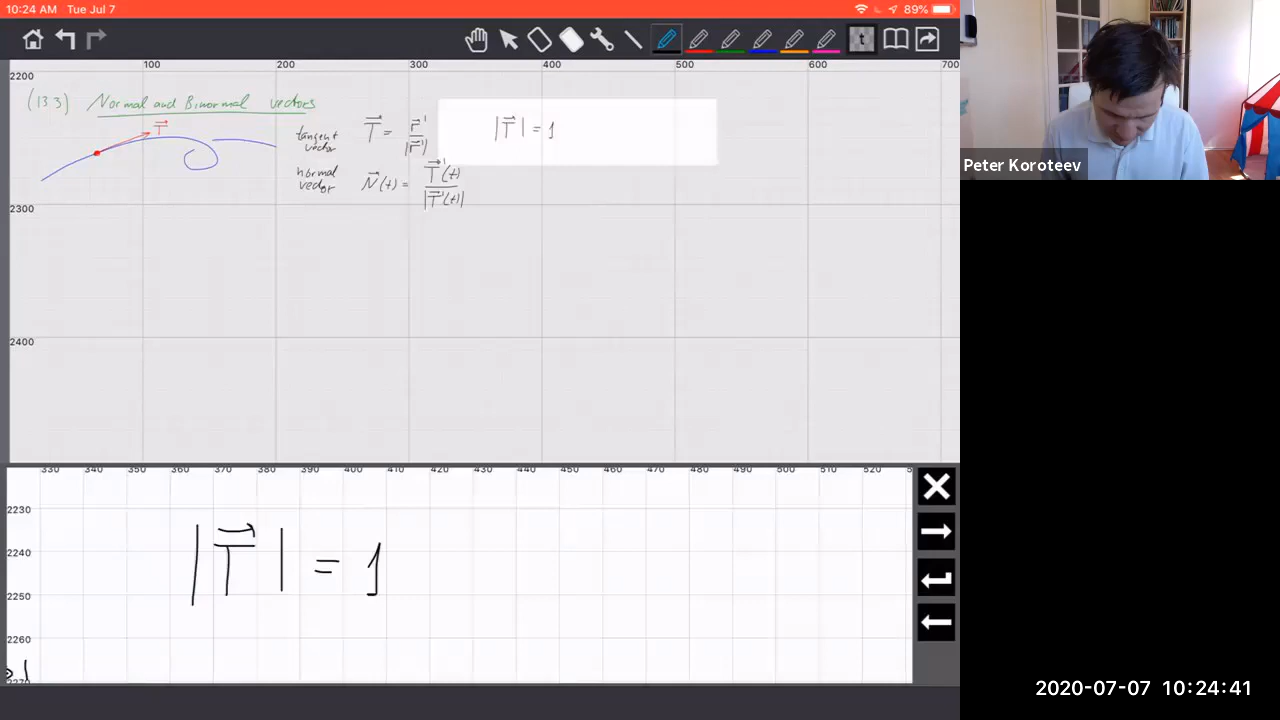 10:24 AM Tue Jul 7
89%
t
100 200 300 400 500 600 700
2200
2300
2400
(13.3) Normal and Binormal vectors
T
tangent vector T = r' / |r'|
|T| = 1
normal vector N(t) = T'(t) / |T'(t)|
330 340 350 360 370 380 390 400 410 420 430 440 450 460 470 480 490 500 510 520
2230
2240
2250
2260
2270
|T| = 1
Peter Koroteev
2020-07-07 10:24:41